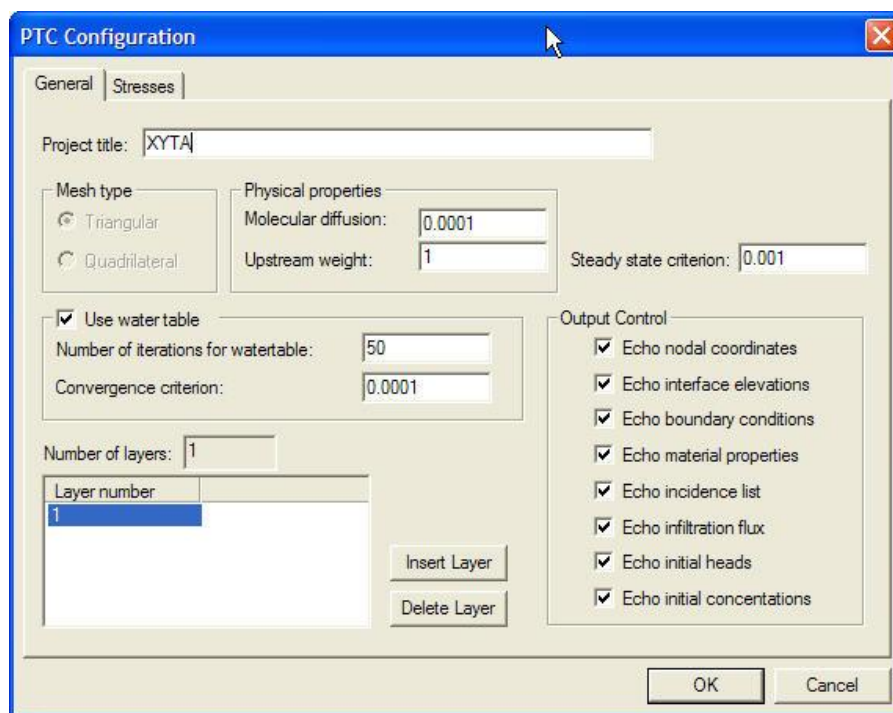 PTC Configuration
General Stresses
Project title: XYTA
Mesh type
Triangular
Quadrilateral
Physical properties
Molecular diffusion: 0.0001
Upstream weight: 1
Steady state criterion: 0.001
Use water table
Number of iterations for watertable: 50
Convergence criterion: 0.0001
Output Control
Echo nodal coordinates
Echo interface elevations
Echo boundary conditions
Echo material properties
Echo incidence list
Echo infiltration flux
Echo initial heads
Echo initial concentations
Number of layers: 1
Layer number
1
Insert Layer
Delete Layer
OK Cancel